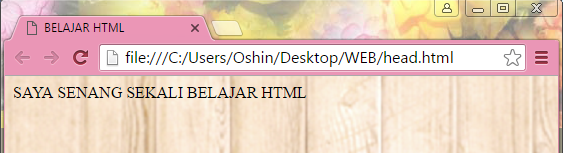 BELAJAR HTML
file:///C:/Users/Oshin/Desktop/WEB/head.html
SAYA SENANG SEKALI BELAJAR HTML